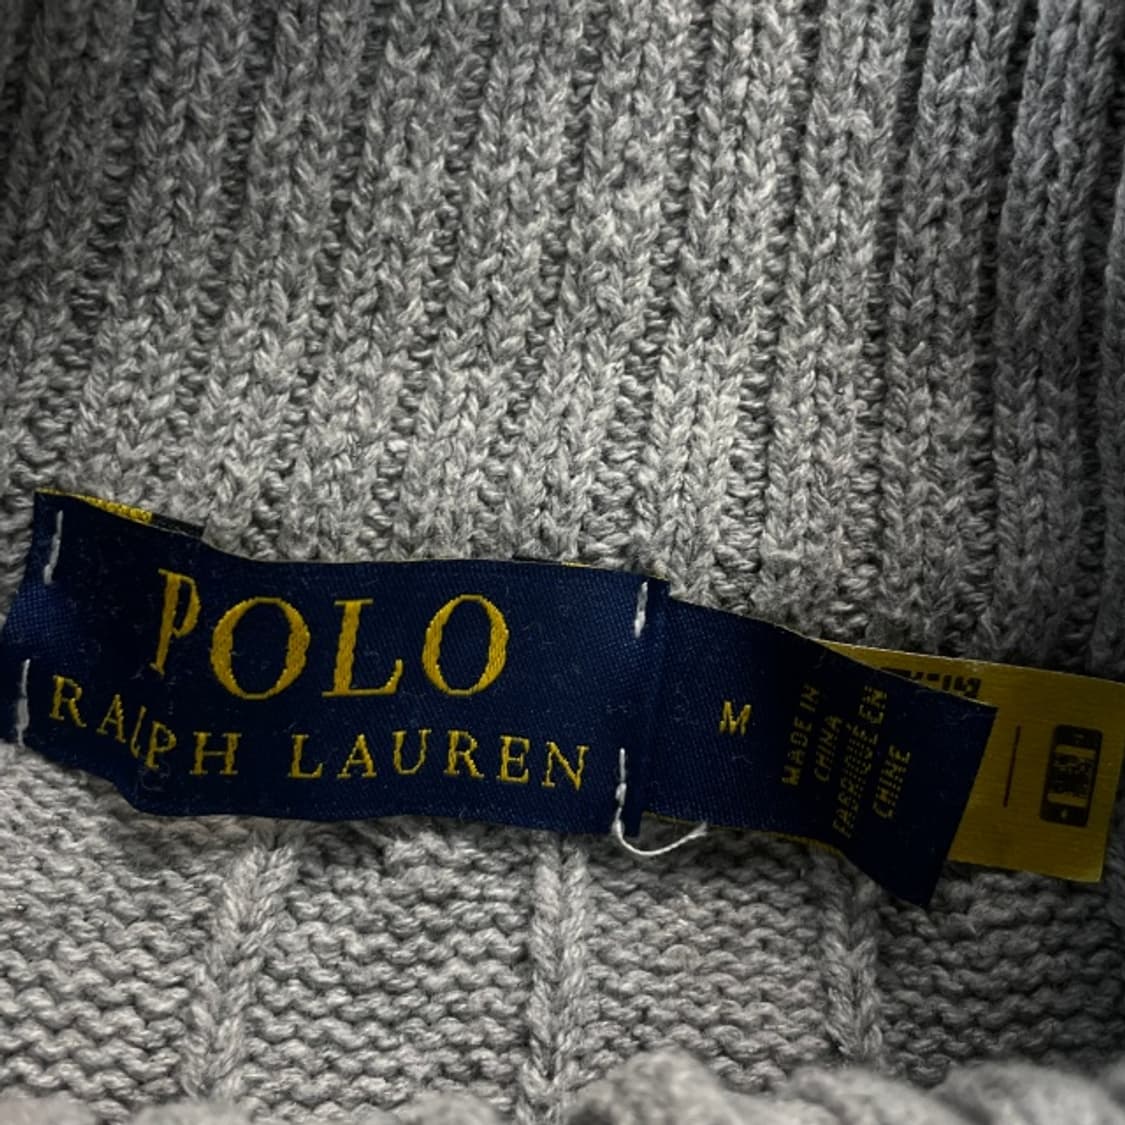 POLO
RALPH LAUREN
M
MADE IN
CHINA
FABRIQUÉ EN
CHINE